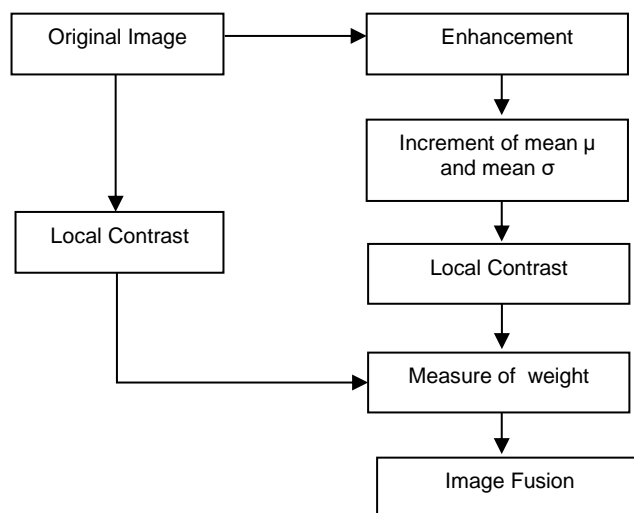 Original Image
Enhancement
Increment of mean µ
and mean σ
Local Contrast
Local Contrast
Measure of weight
Image Fusion